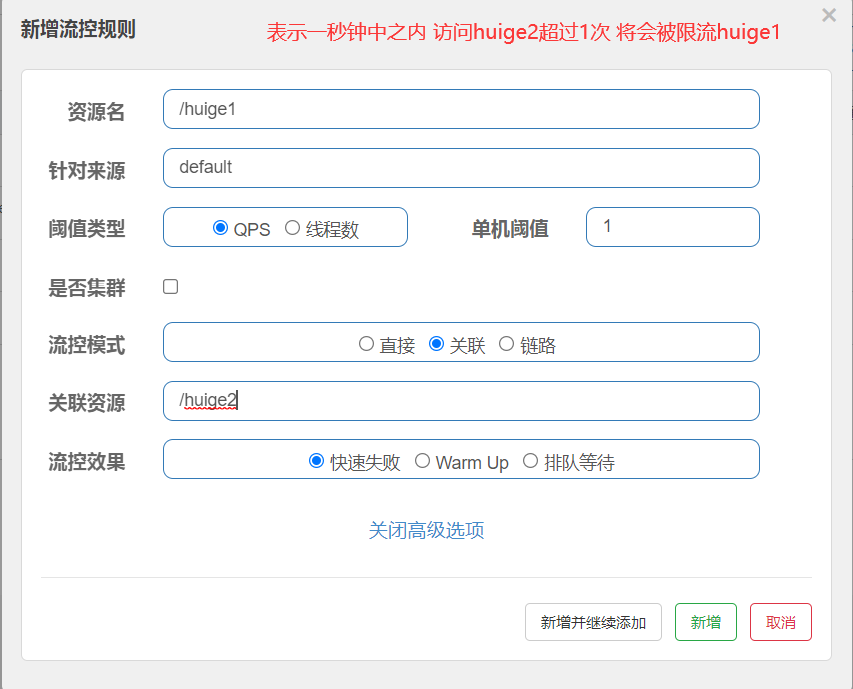 新增流控规则
表示一秒钟中之内 访问huige2超过1次 将会被限流huige1
×
资源名 /huige1
针对来源 default
阈值类型 QPS 线程数 单机阈值 1
是否集群
流控模式 直接 关联 链路
关联资源 /huige2
流控效果 快速失败 Warm Up 排队等待
关闭高级选项
新增并继续添加 新增 取消